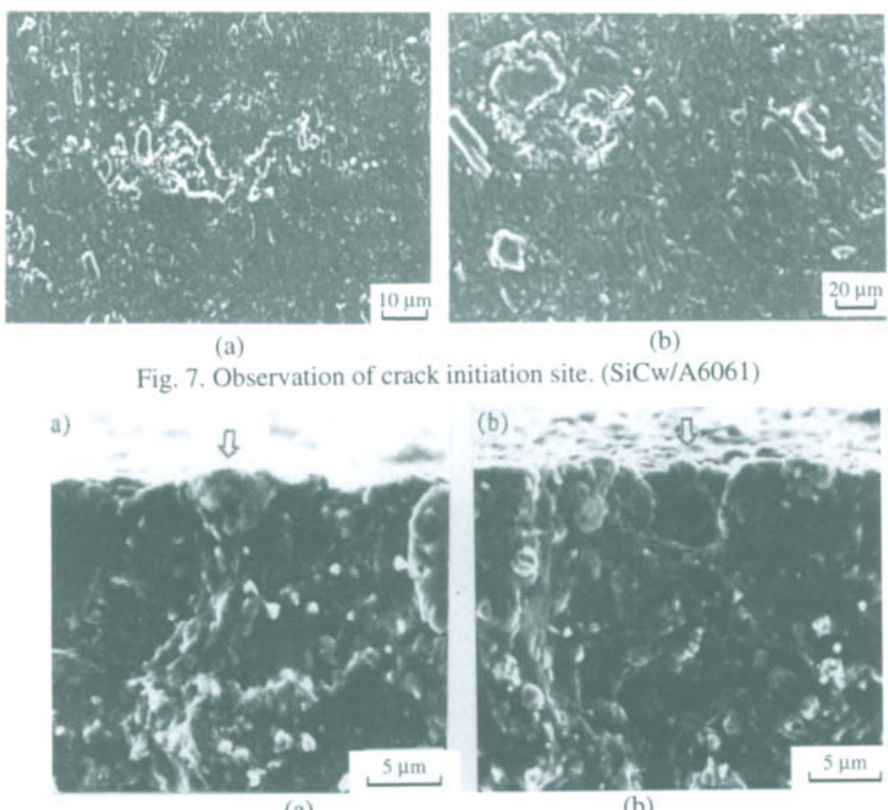 10 μm
20 μm
(a)
(b)
Fig. 7. Observation of crack initiation site. (SiCw/A6061)
a)
(b)
5 μm
5 μm
(a)
(b)